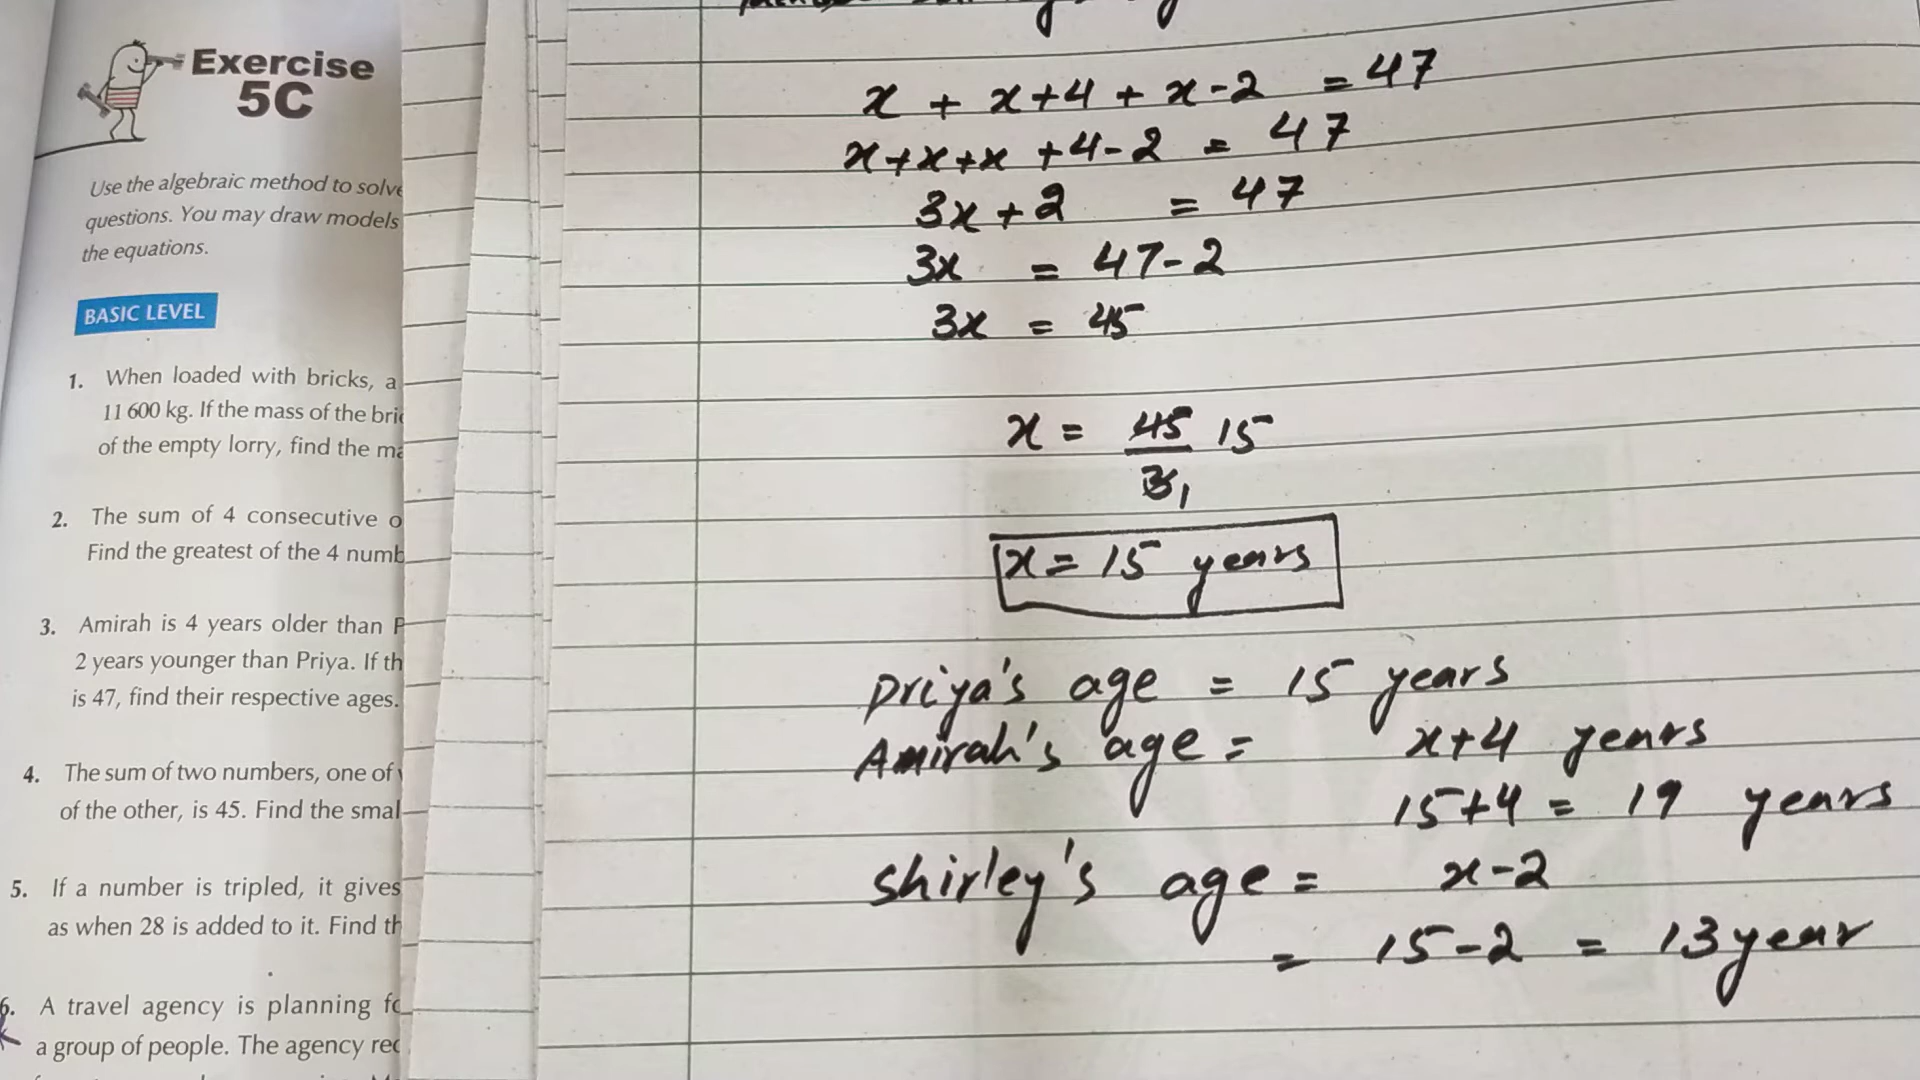 Exercise
5C
Use the algebraic method to solve
questions. You may draw models
the equations.
BASIC LEVEL
1. When loaded with bricks, a
11 600 kg. If the mass of the bric
of the empty lorry, find the ma
2. The sum of 4 consecutive o
Find the greatest of the 4 numb
3. Amirah is 4 years older than P
2 years younger than Priya. If th
is 47, find their respective ages.
4. The sum of two numbers, one of
of the other, is 45. Find the smal
5. If a number is tripled, it gives
as when 28 is added to it. Find th
6. A travel agency is planning fo
a group of people. The agency rec
x + x+4 + x-2 = 47
x+x+x +4-2 = 47
3x+2 = 47
3x = 47-2
3x = 45
x = 45/3 15
1
x = 15 years
Priya's age = 15 years
Amirah's age = x+4 years
15+4 = 19 years
Shirley's age = x-2
= 15-2 = 13 year